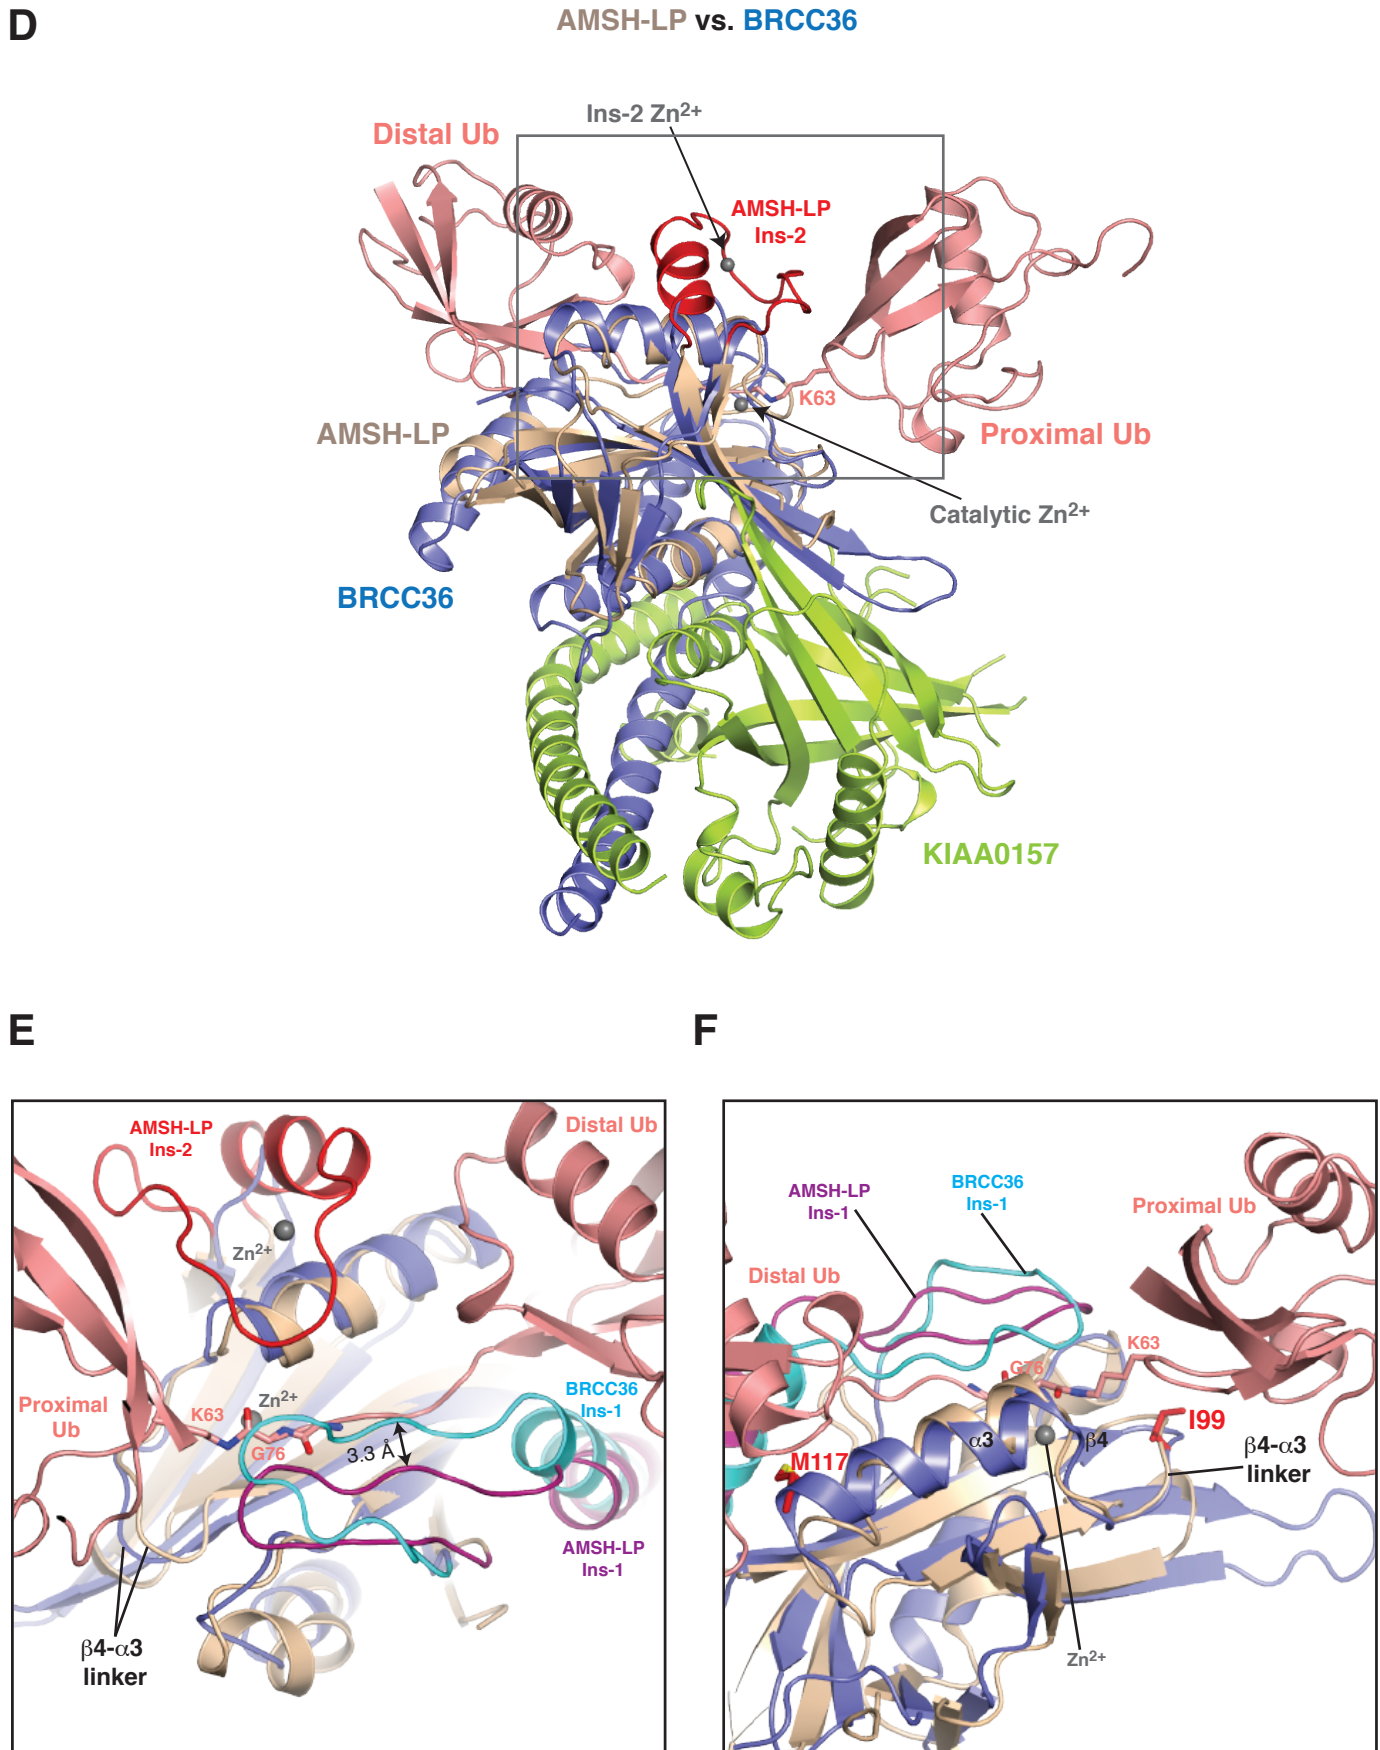 D
AMSH-LP vs. BRCC36
Ins-2 Zn2+
Distal Ub
AMSH-LP
Ins-2
K63
AMSH-LP
Proximal Ub
Catalytic Zn2+
BRCC36
KIAA0157
E
AMSH-LP
Ins-2
Distal Ub
Zn2+
Proximal
Ub
K63
Zn2+
G76
3.3 Å
BRCC36
Ins-1
AMSH-LP
Ins-1
β4-α3
linker
F
AMSH-LP
Ins-1
BRCC36
Ins-1
Proximal Ub
Distal Ub
K63
G76
I99
α3
β4
M117
β4-α3
linker
Zn2+